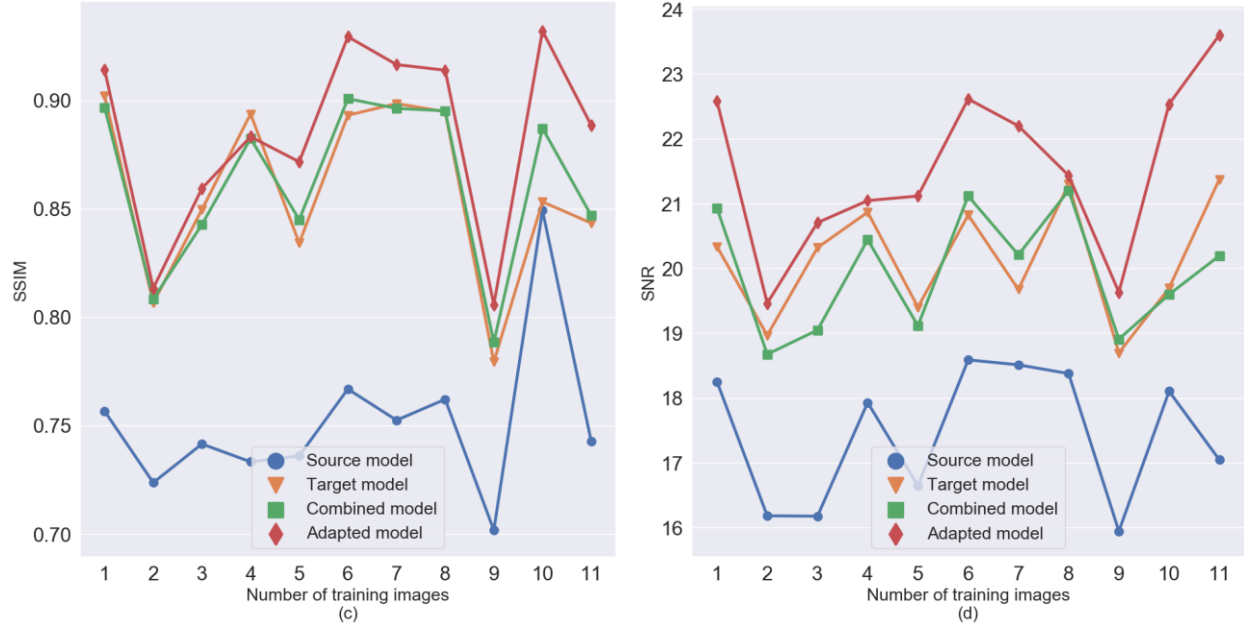 SSIM
0.90
0.85
0.80
0.75
0.70
Source model
Target model
Combined model
Adapted model
1 2 3 4 5 6 7 8 9 10 11
Number of training images
(c)
SNR
24
23
22
21
20
19
18
17
16
Source model
Target model
Combined model
Adapted model
1 2 3 4 5 6 7 8 9 10 11
Number of training images
(d)